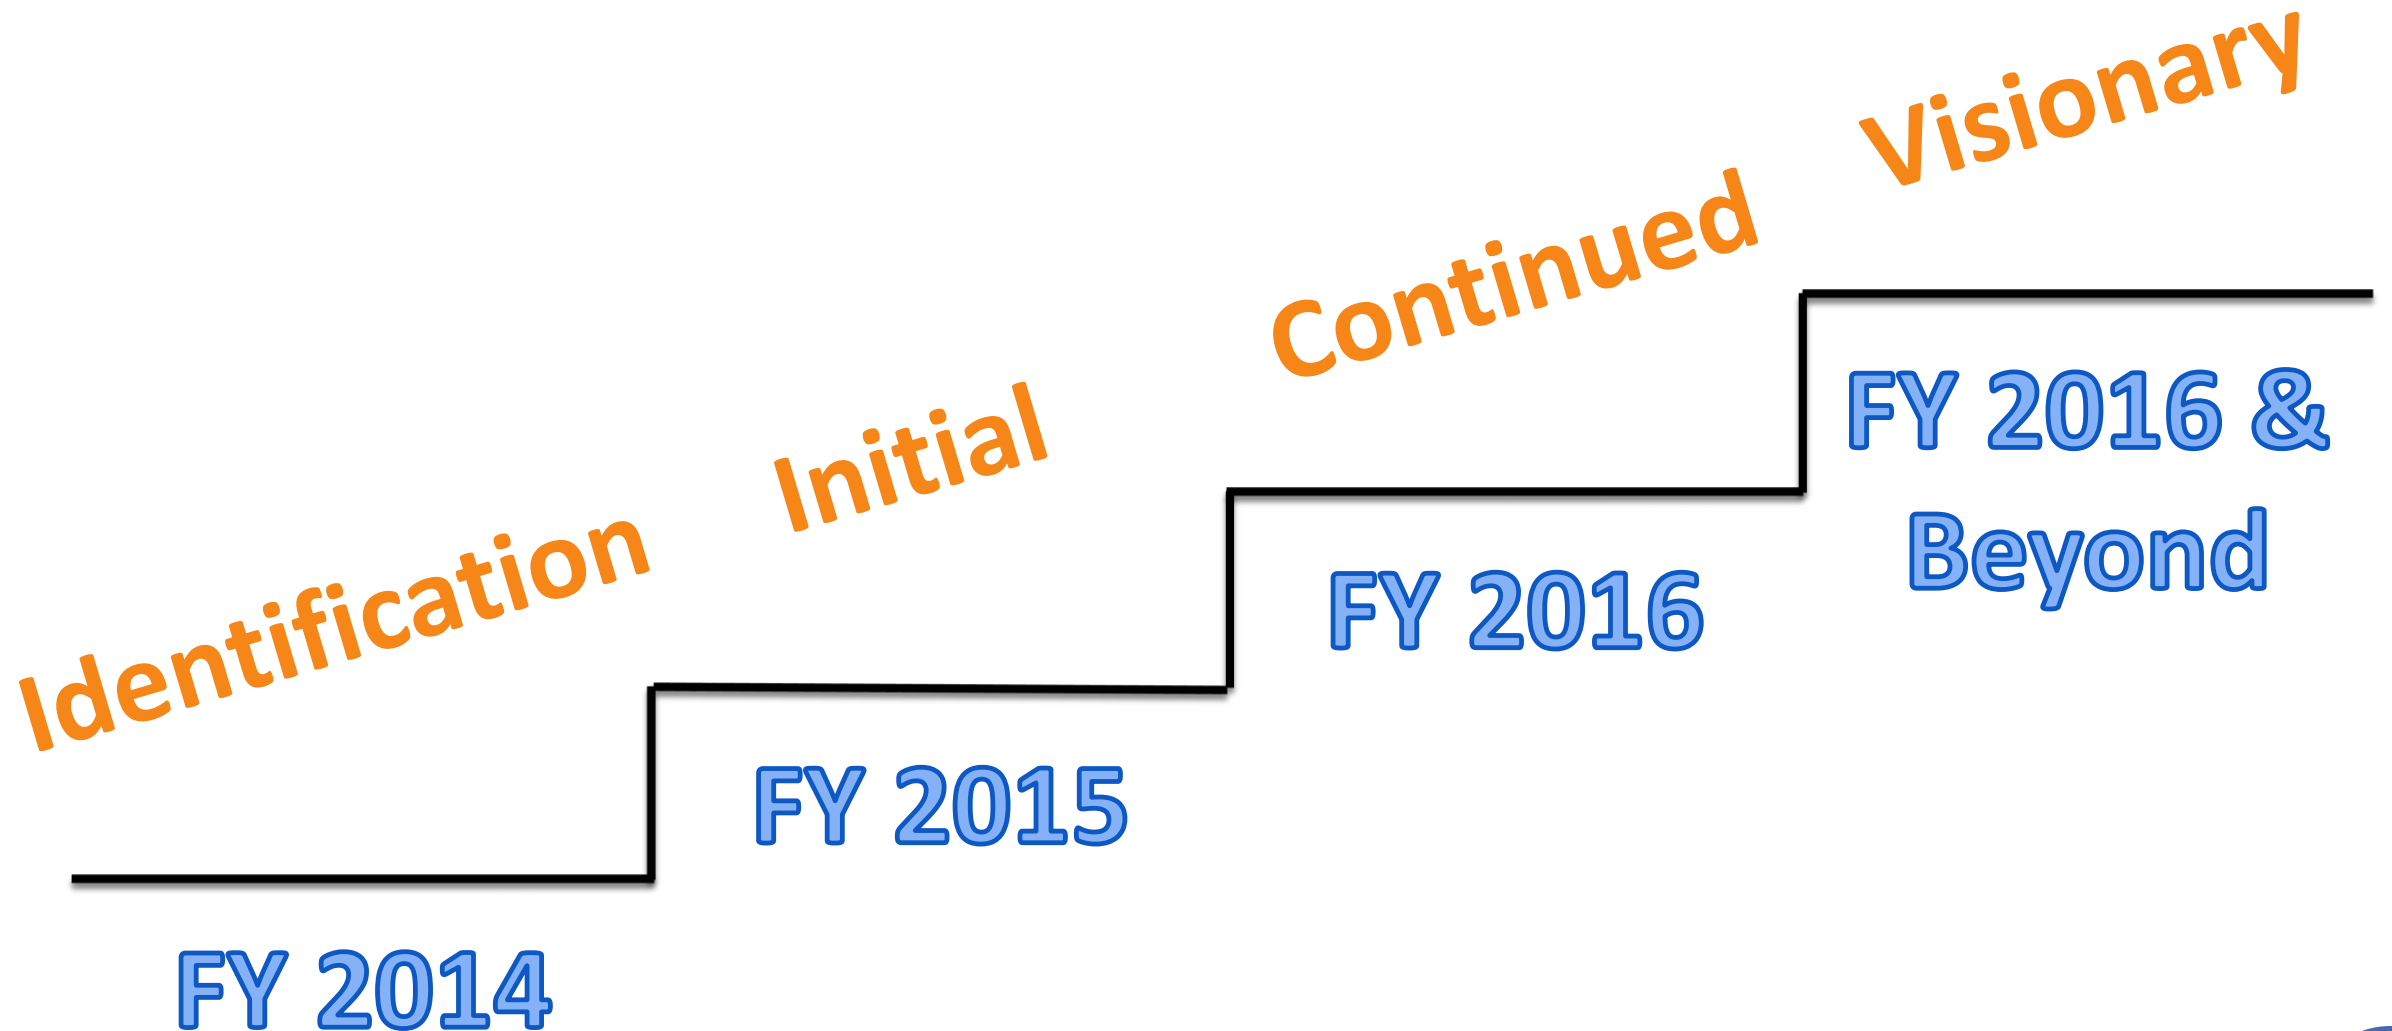 Visionary
Continued
FY 2016 &
Beyond
Initial
FY 2016
Identification
FY 2015
FY 2014